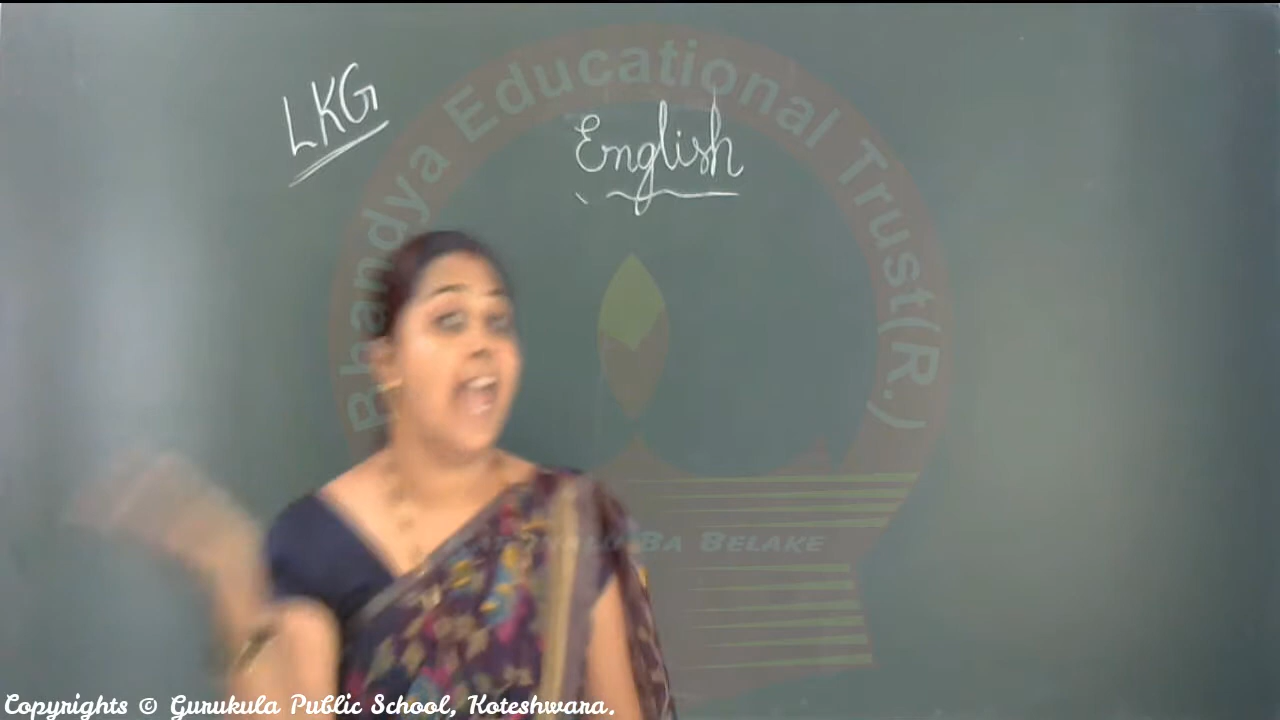 LKG
English
Bhandya Educational Trust(R.)
Ba Belake
Copyrights © Gurukula Public School, Koteshwara.